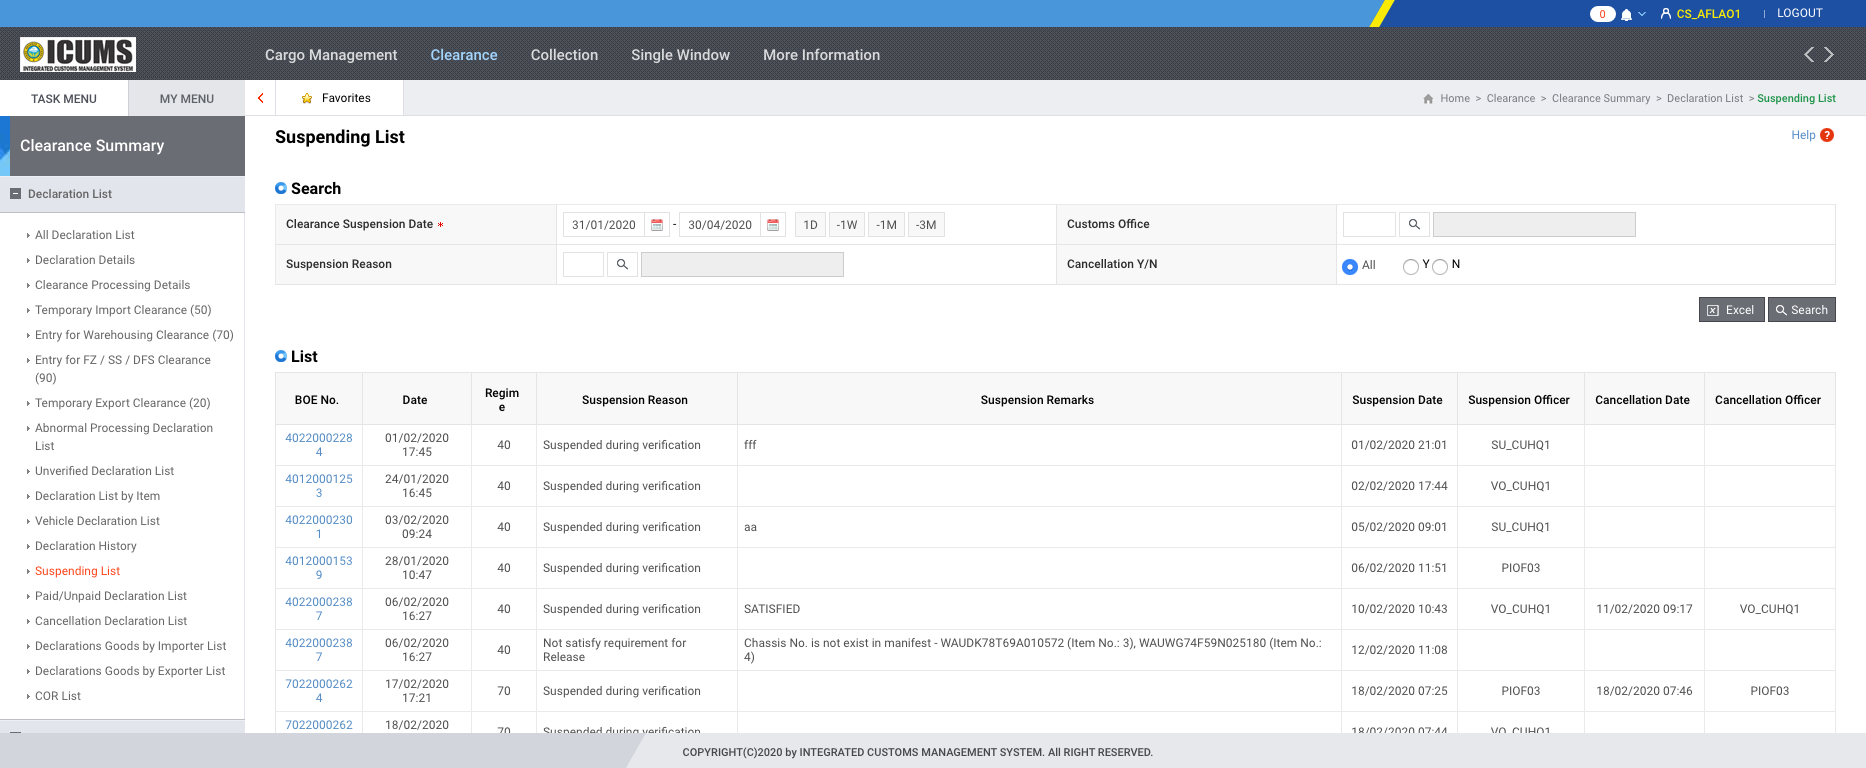 0
CS_AFLAO1
LOGOUT
ICUMS
INTEGRATED CUSTOMS MANAGEMENT SYSTEM
Cargo Management
Clearance
Collection
Single Window
More Information
TASK MENU
MY MENU
Favorites
Home > Clearance > Clearance Summary > Declaration List > Suspending List
Clearance Summary
Declaration List
All Declaration List
Declaration Details
Clearance Processing Details
Temporary Import Clearance (50)
Entry for Warehousing Clearance (70)
Entry for FZ / SS / DFS Clearance
(90)
Temporary Export Clearance (20)
Abnormal Processing Declaration
List
Unverified Declaration List
Declaration List by Item
Vehicle Declaration List
Declaration History
Suspending List
Paid/Unpaid Declaration List
Cancellation Declaration List
Declarations Goods by Importer List
Declarations Goods by Exporter List
COR List
Suspending List
Help ?
Search
Clearance Suspension Date *
31/01/2020 - 30/04/2020 1D -1W -1M -3M
Customs Office
Suspension Reason
Cancellation Y/N
All Y N
Excel
Search
List
BOE No. Date Regim Suspension Reason Suspension Remarks Suspension Date Suspension Officer Cancellation Date Cancellation Officer
e
4022000228 01/02/2020 40 Suspended during verification fff 01/02/2020 21:01 SU_CUHQ1
4 17:45
4012000125 24/01/2020 40 Suspended during verification 02/02/2020 17:44 VO_CUHQ1
3 16:45
4022000230 03/02/2020 40 Suspended during verification aa 05/02/2020 09:01 SU_CUHQ1
1 09:24
4012000153 28/01/2020 40 Suspended during verification 06/02/2020 11:51 PIOF03
9 10:47
4022000238 06/02/2020 40 Suspended during verification SATISFIED 10/02/2020 10:43 VO_CUHQ1 11/02/2020 09:17 VO_CUHQ1
7 16:27
4022000238 06/02/2020 40 Not satisfy requirement for Chassis No. is not exist in manifest - WAUDK78T69A010572 (Item No.: 3), WAUWG74F59N025180 (Item No.: 12/02/2020 11:08
7 16:27 Release 4)
7022000262 17/02/2020 70 Suspended during verification 18/02/2020 07:25 PIOF03 18/02/2020 07:46 PIOF03
4 17:21
7022000262 18/02/2020 70 Suspended during verification 18/02/2020 07:44 VO_CUHQ1
COPYRIGHT(C)2020 by INTEGRATED CUSTOMS MANAGEMENT SYSTEM. All RIGHT RESERVED.